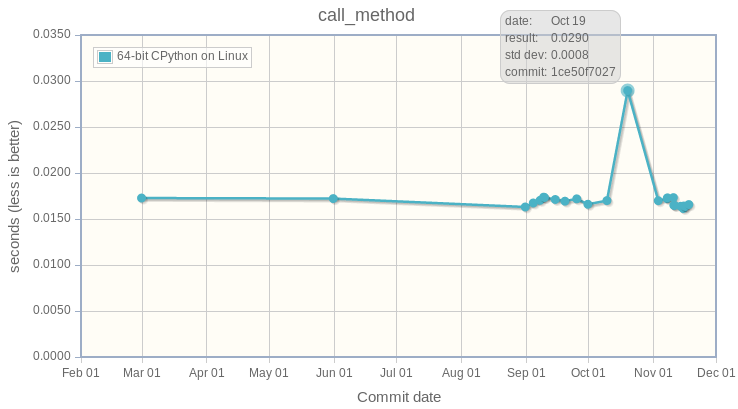 call_method
date: Oct 19
result: 0.0290
std dev: 0.0008
commit: 1ce50f7027
64-bit CPython on Linux
seconds (less is better)
0.0350
0.0300
0.0250
0.0200
0.0150
0.0100
0.0050
0.0000
Feb 01 Mar 01 Apr 01 May 01 Jun 01 Jul 01 Aug 01 Sep 01 Oct 01 Nov 01 Dec 01
Commit date